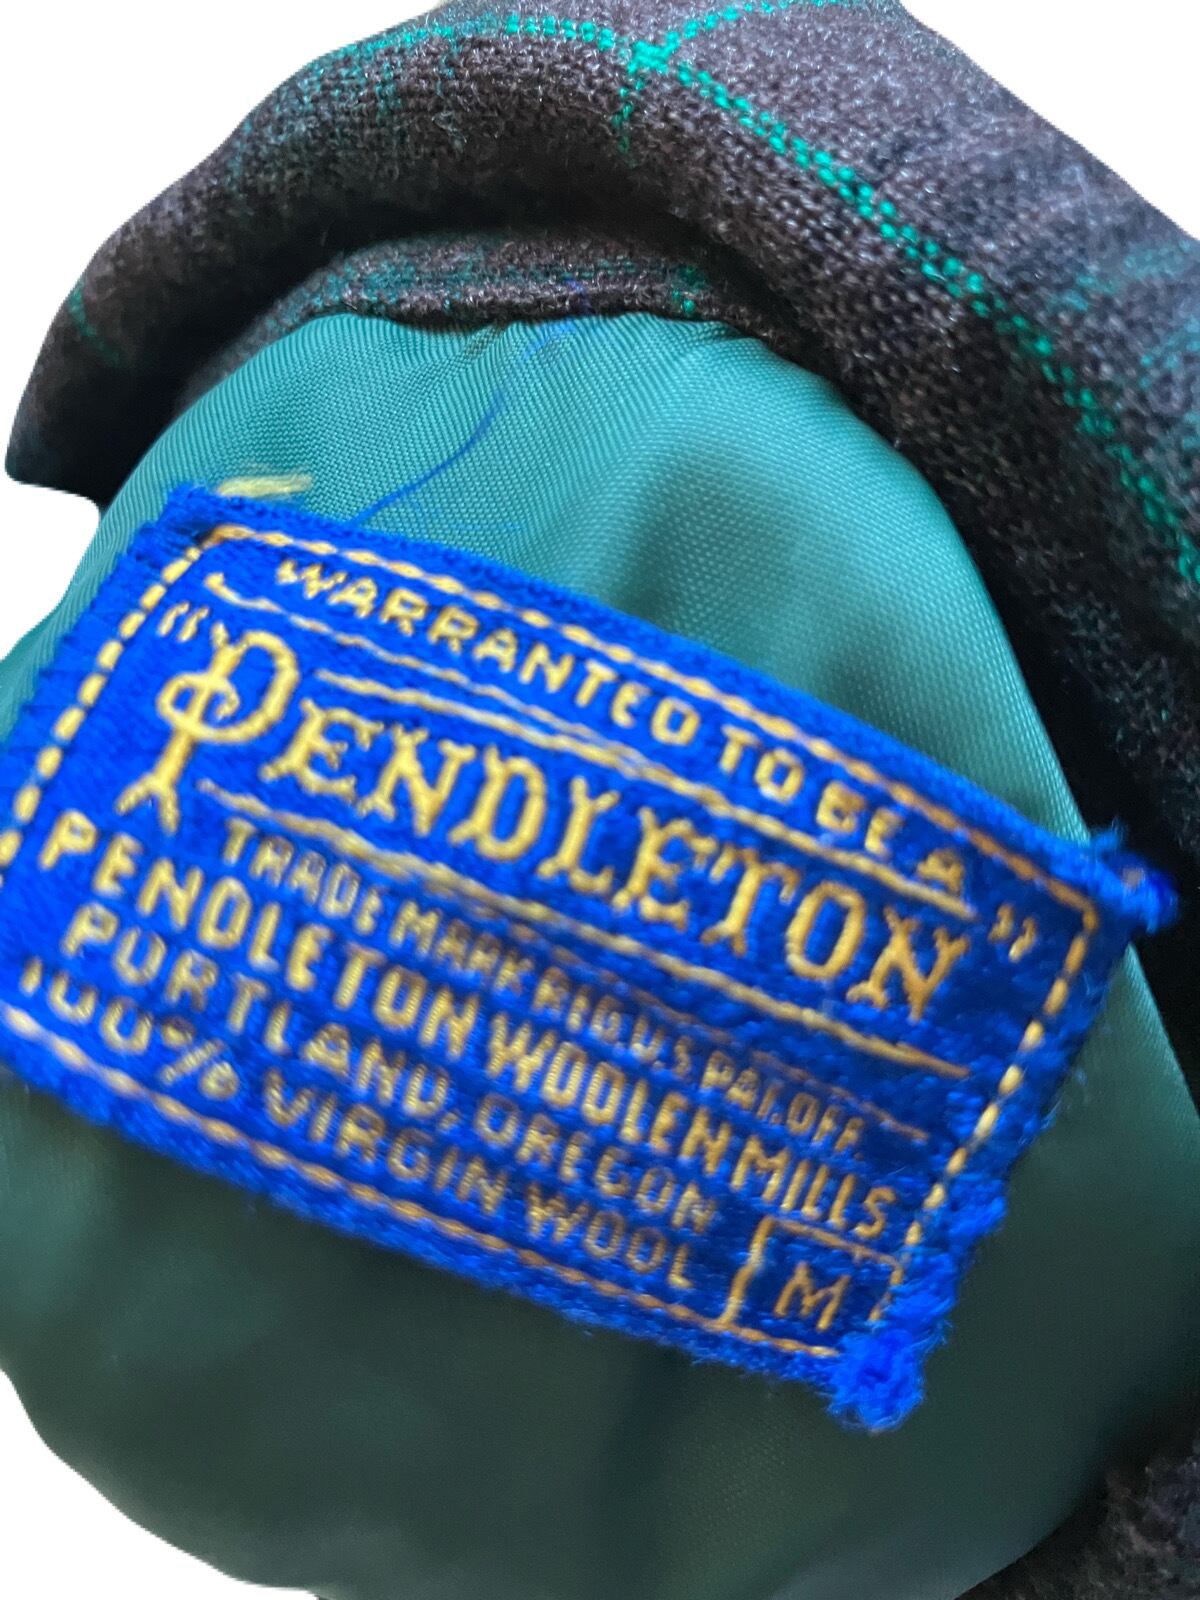 WARRANTED TO BE A
"PENDLETON"
TRADE MARK REG. U.S. PAT. OFF.
PENDLETON WOOLEN MILLS
PORTLAND, OREGON
100% VIRGIN WOOL
M